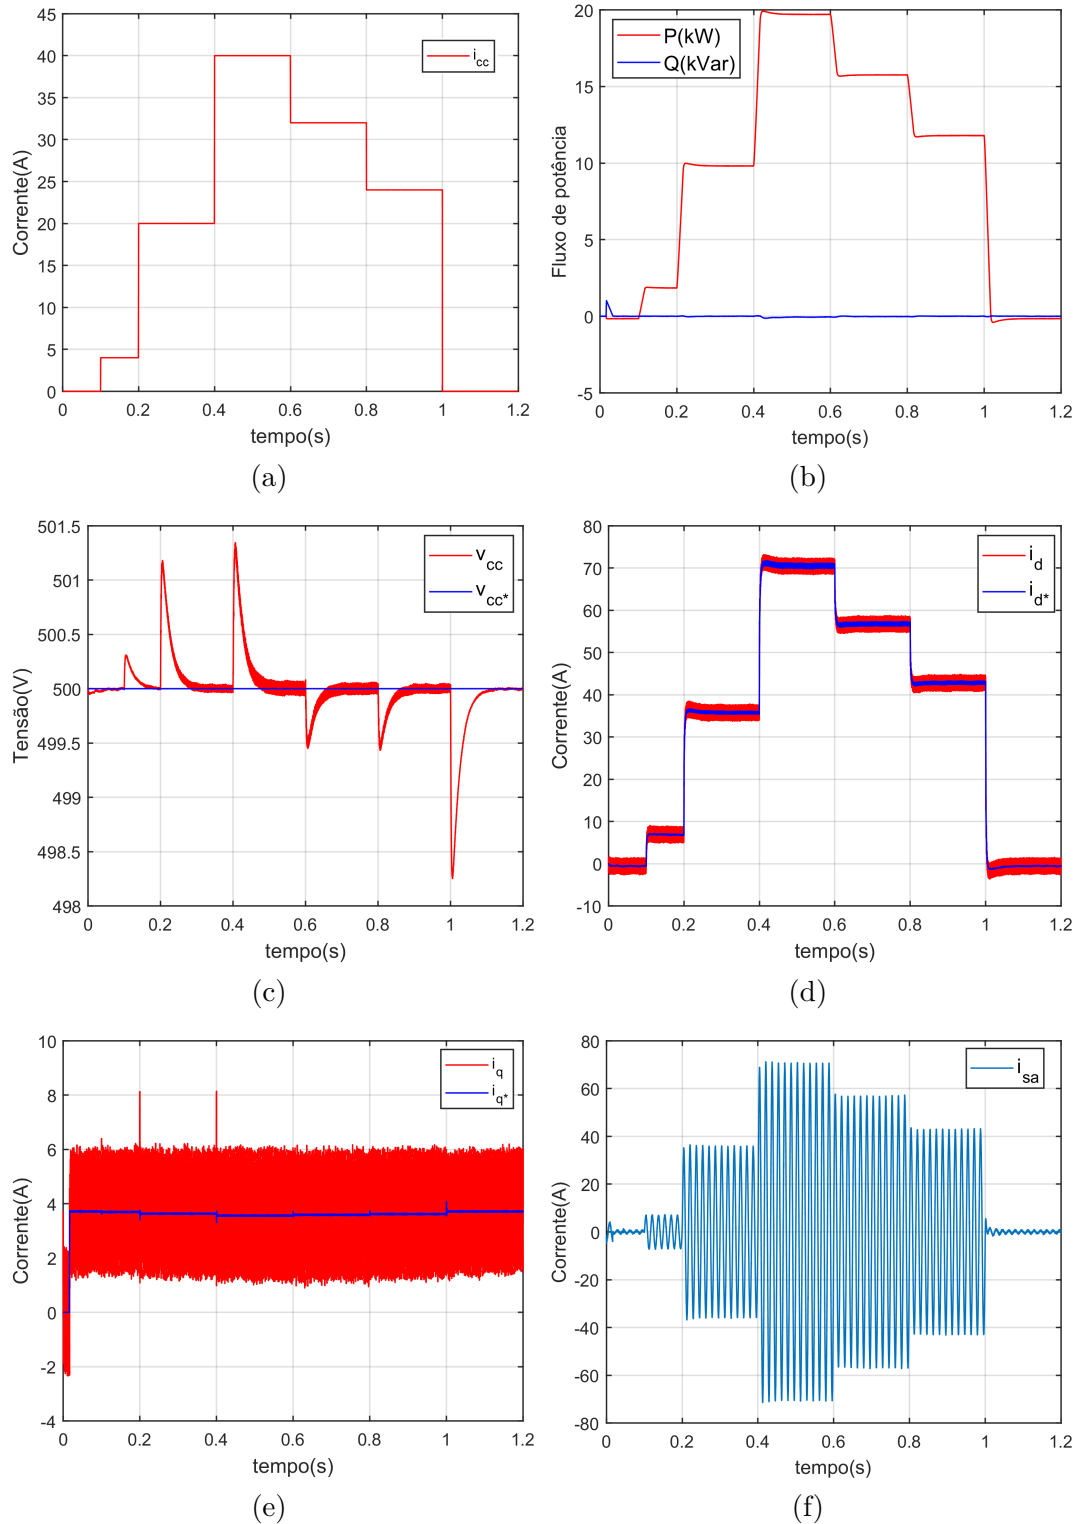 45
40
35
30
25
20
15
10
5
0
Corrente(A)
i_cc
0 0.2 0.4 0.6 0.8 1 1.2
tempo(s)
(a)
20
15
10
5
0
-5
Fluxo de potência
P(kW)
Q(kVar)
0 0.2 0.4 0.6 0.8 1 1.2
tempo(s)
(b)
501.5
501
500.5
500
499.5
499
498.5
498
Tensão(V)
v_cc
v_cc*
0 0.2 0.4 0.6 0.8 1 1.2
tempo(s)
(c)
80
70
60
50
40
30
20
10
0
-10
Corrente(A)
i_d
i_d*
0 0.2 0.4 0.6 0.8 1 1.2
tempo(s)
(d)
10
8
6
4
2
0
-2
-4
Corrente(A)
i_q
i_q*
0 0.2 0.4 0.6 0.8 1 1.2
tempo(s)
(e)
80
60
40
20
0
-20
-40
-60
-80
Corrente(A)
i_sa
0 0.2 0.4 0.6 0.8 1 1.2
tempo(s)
(f)